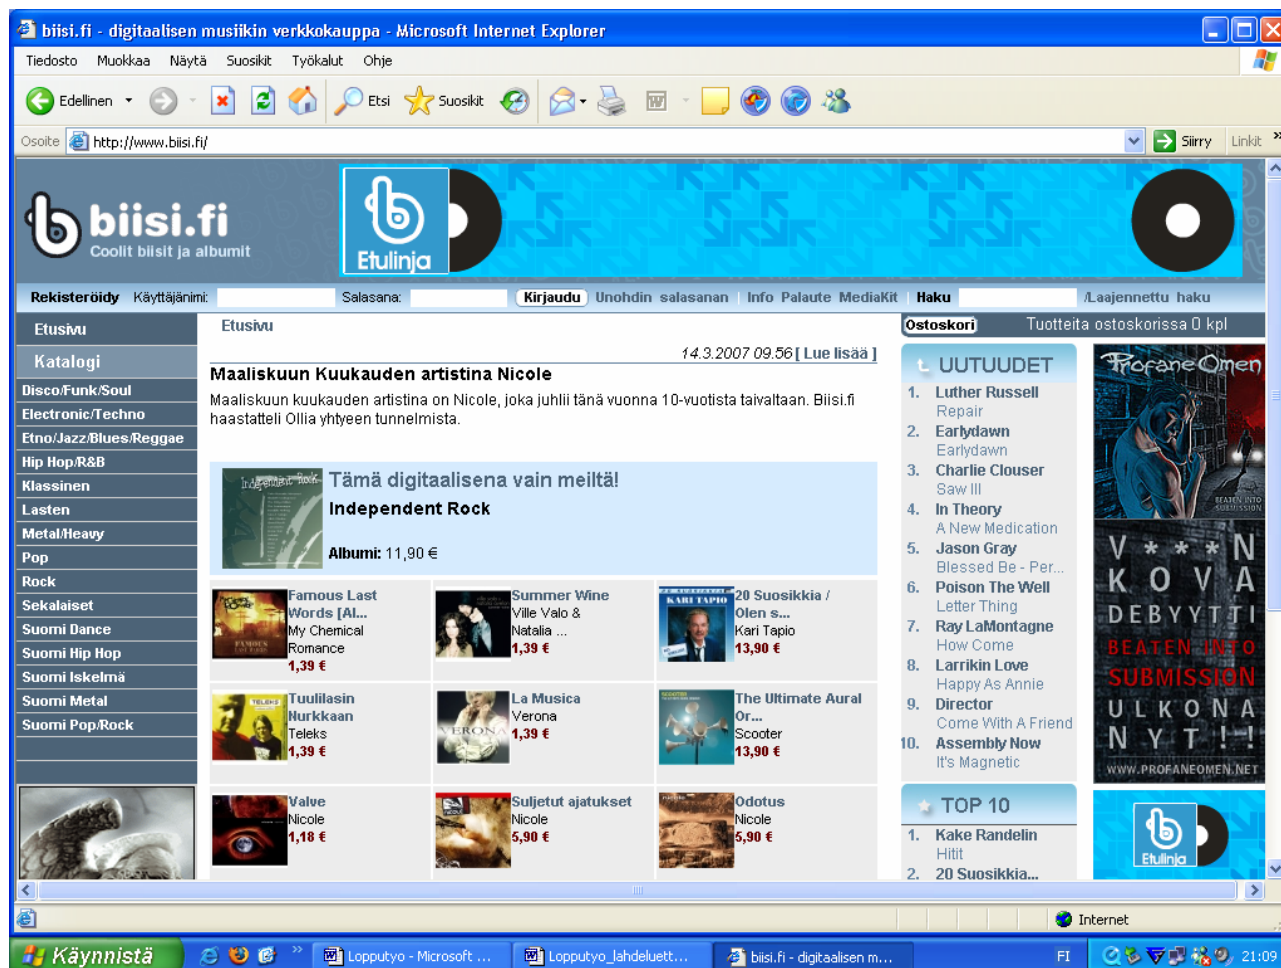 biisi.fi - digitaalisen musiikin verkkokauppa - Microsoft Internet Explorer
Tiedosto Muokkaa Näytä Suosikit Työkalut Ohje
Edellinen Etsi Suosikit
Osoite http://www.biisi.fi/ Siirry Linkit
biisi.fi
Coolit biisit ja albumit
Etulinja
Rekisteröidy Käyttäjänimi: Salasana: Kirjaudu Unohdin salasanan Info Palaute MediaKit Haku /Laajennettu haku
Etusivu
Katalogi
Disco/Funk/Soul
Electronic/Techno
Etno/Jazz/Blues/Reggae
Hip Hop/R&B
Klassinen
Lasten
Metal/Heavy
Pop
Rock
Sekalaiset
Suomi Dance
Suomi Hip Hop
Suomi Iskelmä
Suomi Metal
Suomi Pop/Rock
Etusivu
14.3.2007 09.56 [ Lue lisää ]
Maaliskuun Kuukauden artistina Nicole
Maaliskuun kuukauden artistina on Nicole, joka juhlii tänä vuonna 10-vuotista taivaltaan. Biisi.fi
haastatteli Ollia yhtyeen tunnelmista.
Independent Rock
Tämä digitaalisena vain meiltä!
Independent Rock
Albumi: 11,90 €
Famous Last
Words [Al...
My Chemical
Romance
1,39 €
Summer Wine
Ville Valo &
Natalia ...
1,39 €
KARI TAPIO
20 Suosikkia /
Olen s...
Kari Tapio
13,90 €
TELEKS
Tuulilasin
Nurkkaan
Teleks
1,39 €
VERONA
La Musica
Verona
1,39 €
The Ultimate Aural
Or...
Scooter
13,90 €
Valve
Nicole
1,18 €
Suljetut ajatukset
Nicole
5,90 €
Odotus
Nicole
5,90 €
Ostoskori Tuotteita ostoskorissa 0 kpl
UUTUUDET
1. Luther Russell
Repair
2. Earlydawn
Earlydawn
3. Charlie Clouser
Saw III
4. In Theory
A New Medication
5. Jason Gray
Blessed Be - Per...
6. Poison The Well
Letter Thing
7. Ray LaMontagne
How Come
8. Larrikin Love
Happy As Annie
9. Director
Come With A Friend
10. Assembly Now
It's Magnetic
TOP 10
1. Kake Randelin
Hitit
2. 20 Suosikkia...
Profane Omen
BEATEN INTO
SUBMISSION
V***N
KOVA
DEBYYTTI
BEATEN INTO
SUBMISSION
ULKONA
NYT!!
WWW.PROFANEOMEN.NET
Etulinja
Internet
Käynnistä Lopputyo - Microsoft ... Lopputyo_lahdeluett... biisi.fi - digitaalisen m... FI 21:09